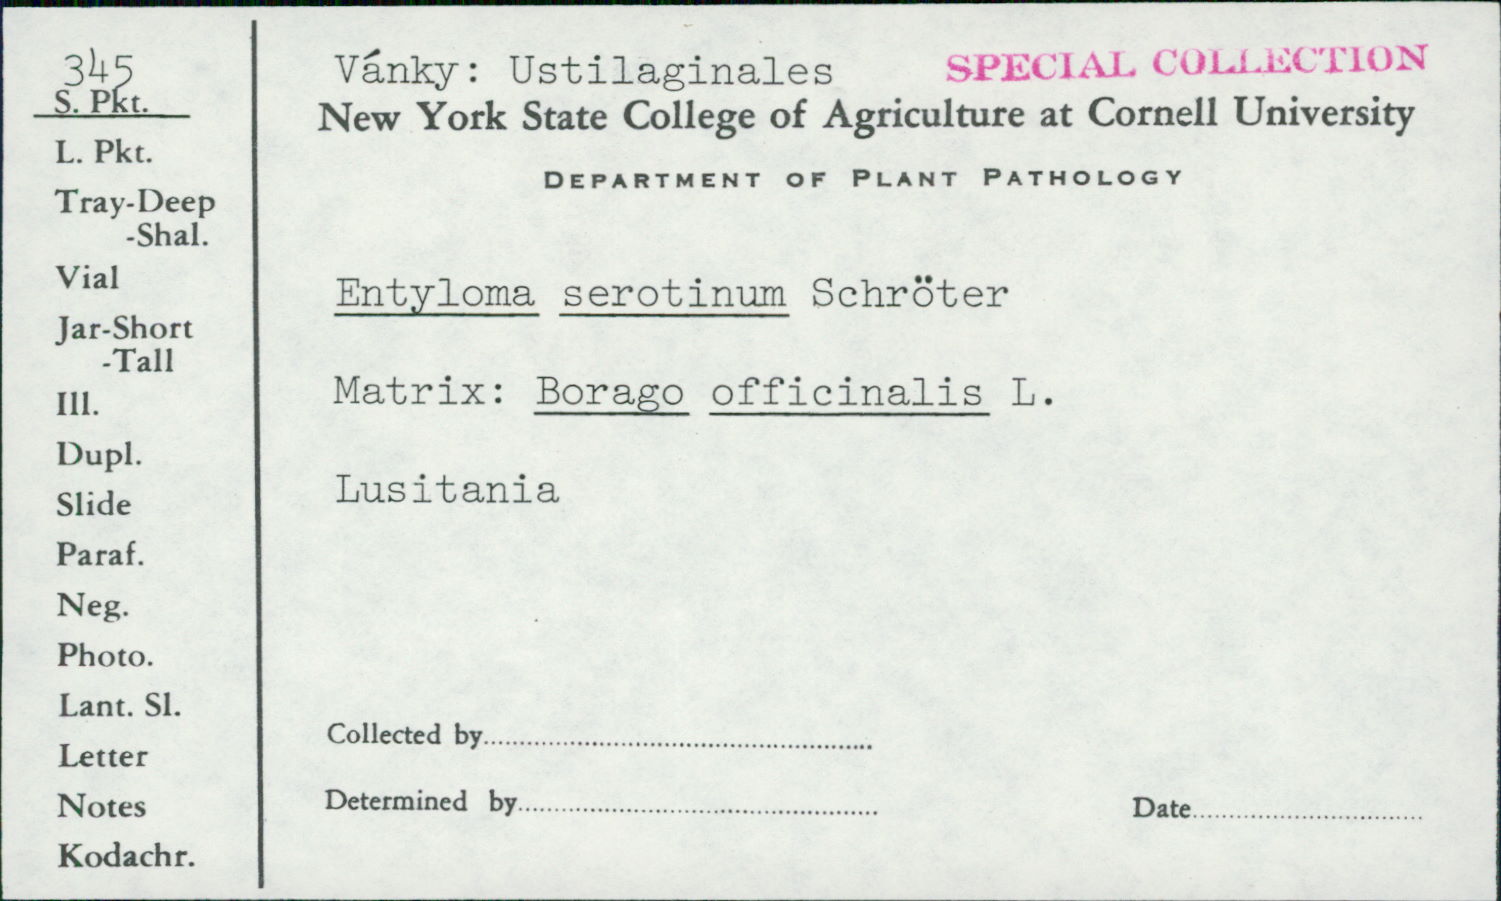 345
S. Pkt.
L. Pkt.
Tray-Deep
-Shal.
Vial
Jar-Short
-Tall
Ill.
Dupl.
Slide
Paraf.
Neg.
Photo.
Lant. Sl.
Letter
Notes
Kodachr.
Vánky: Ustilaginales
SPECIAL COLLECTION
New York State College of Agriculture at Cornell University
DEPARTMENT OF PLANT PATHOLOGY
Entyloma serotinum Schröter
Matrix: Borago officinalis L.
Lusitania
Collected by
Determined by
Date